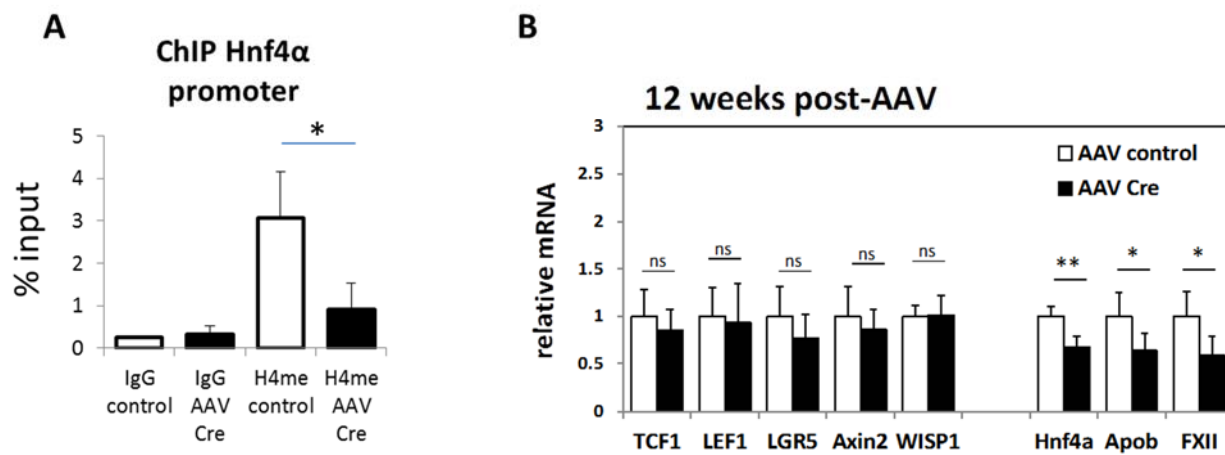 A
ChIP Hnf4α
promoter
*
% input
5
4
3
2
1
0
IgG
control
IgG
AAV
Cre
H4me
control
H4me
AAV
Cre
B
12 weeks post-AAV
relative mRNA
3
2.5
2
1.5
1
0.5
0
AAV control
AAV Cre
ns
ns
ns
ns
ns
**
*
*
TCF1 LEF1 LGR5 Axin2 WISP1 Hnf4a Apob FXII